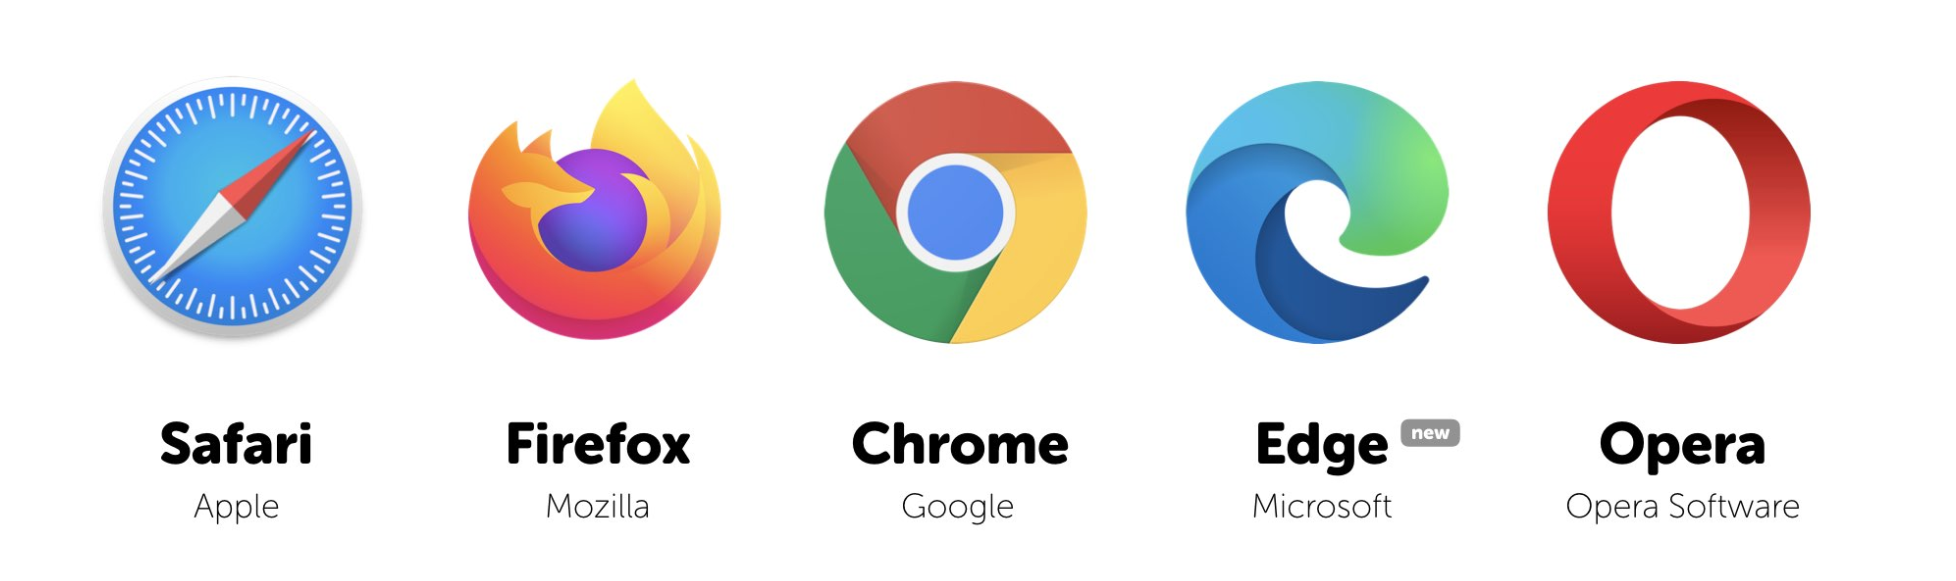 Safari
Apple
Firefox
Mozilla
Chrome
Google
Edge new
Microsoft
Opera
Opera Software